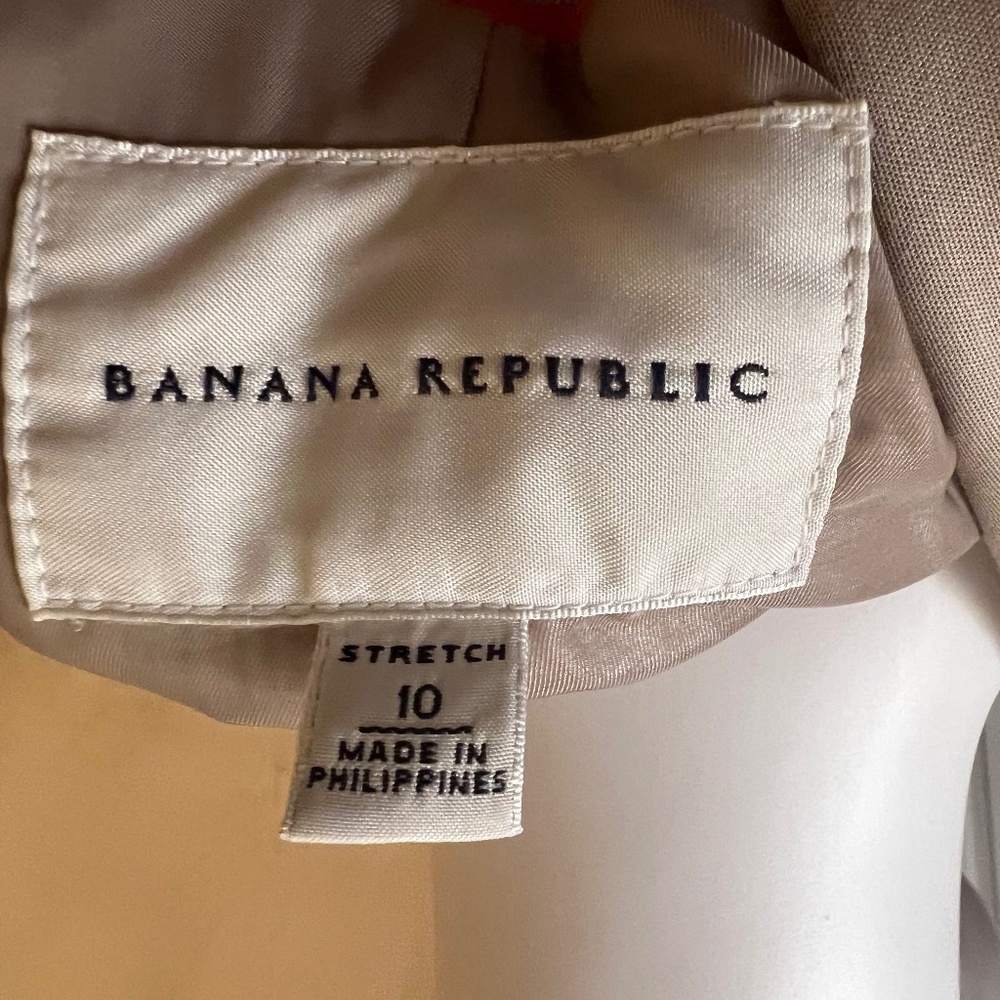 BANANA REPUBLIC
STRETCH
10
MADE IN
PHILIPPINES